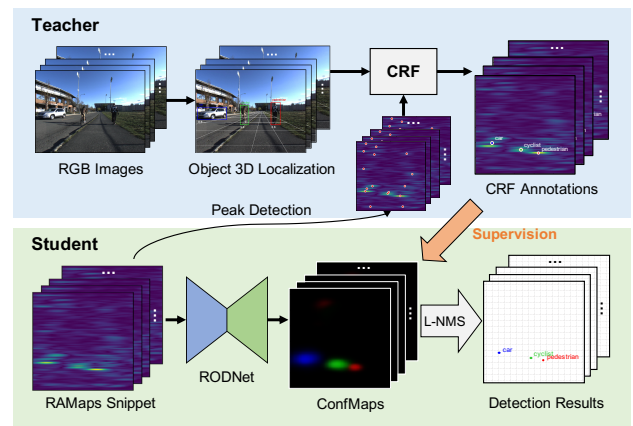 Teacher
CRF
car
cyclist
pedestrian
RGB Images
Object 3D Localization
CRF Annotations
Peak Detection
Supervision
Student
L-NMS
car
cyclist
pedestrian
RODNet
RAMaps Snippet
ConfMaps
Detection Results